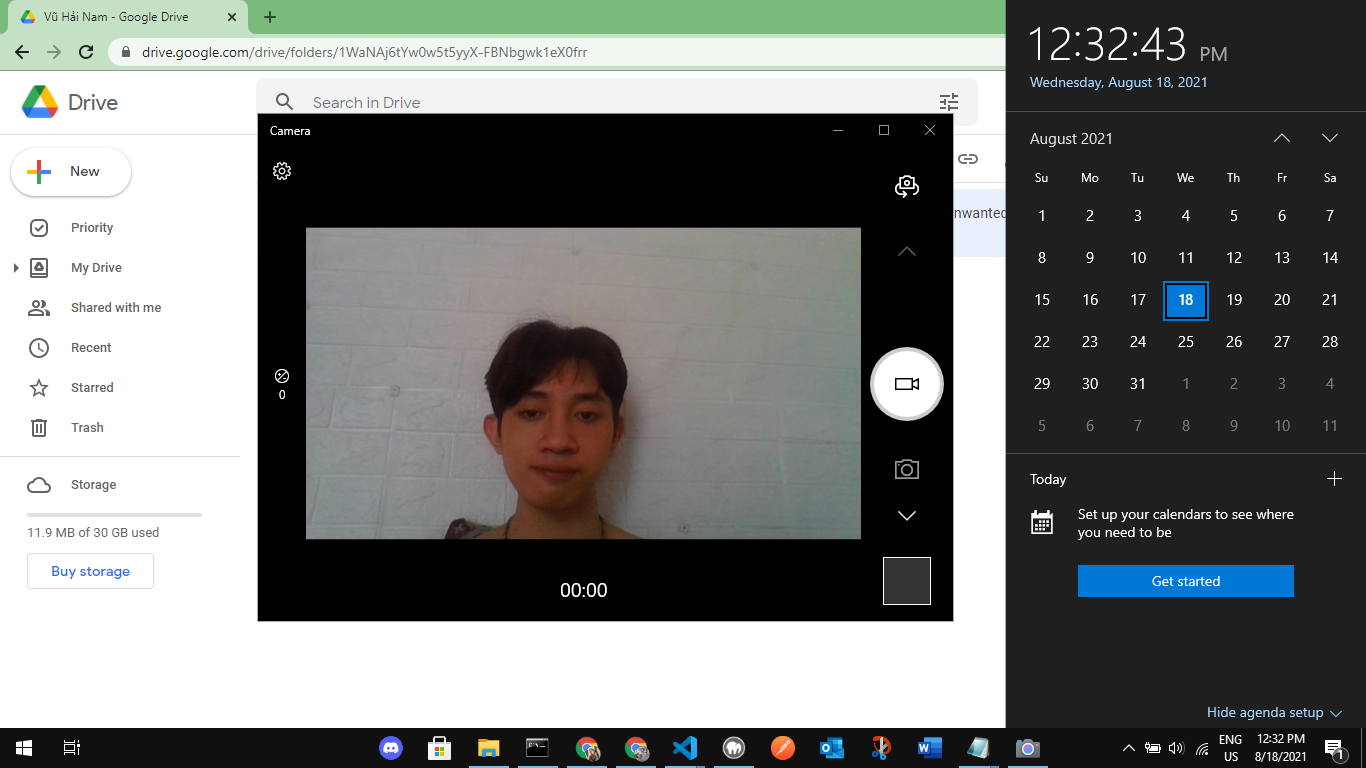 Vũ Hải Nam - Google Drive
drive.google.com/drive/folders/1WaNAj6tYw0w5t5yyX-FBNbgwk1eX0frr
Drive
Search in Drive
New
Priority
My Drive
Shared with me
Recent
Starred
Trash
Storage
11.9 MB of 30 GB used
Buy storage
nwanted
Camera
0
00:00
12:32:43 PM
Wednesday, August 18, 2021
August 2021
Su Mo Tu We Th Fr Sa
1 2 3 4 5 6 7
8 9 10 11 12 13 14
15 16 17 18 19 20 21
22 23 24 25 26 27 28
29 30 31 1 2 3 4
5 6 7 8 9 10 11
Today
Set up your calendars to see where
you need to be
Get started
Hide agenda setup
ENG
US
12:32 PM
8/18/2021
1